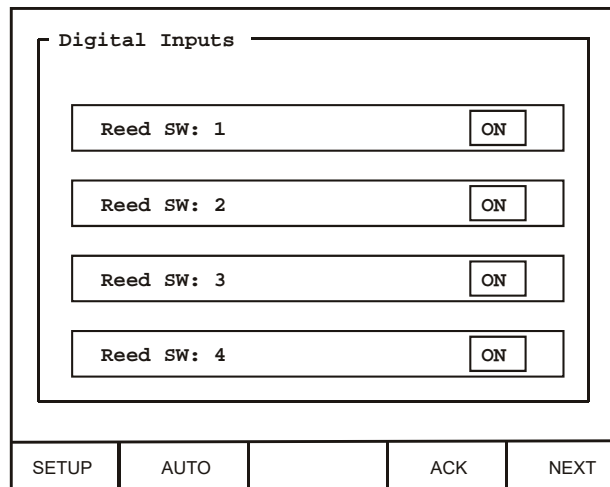 Digital Inputs
Reed SW: 1 ON
Reed SW: 2 ON
Reed SW: 3 ON
Reed SW: 4 ON
SETUP AUTO ACK NEXT